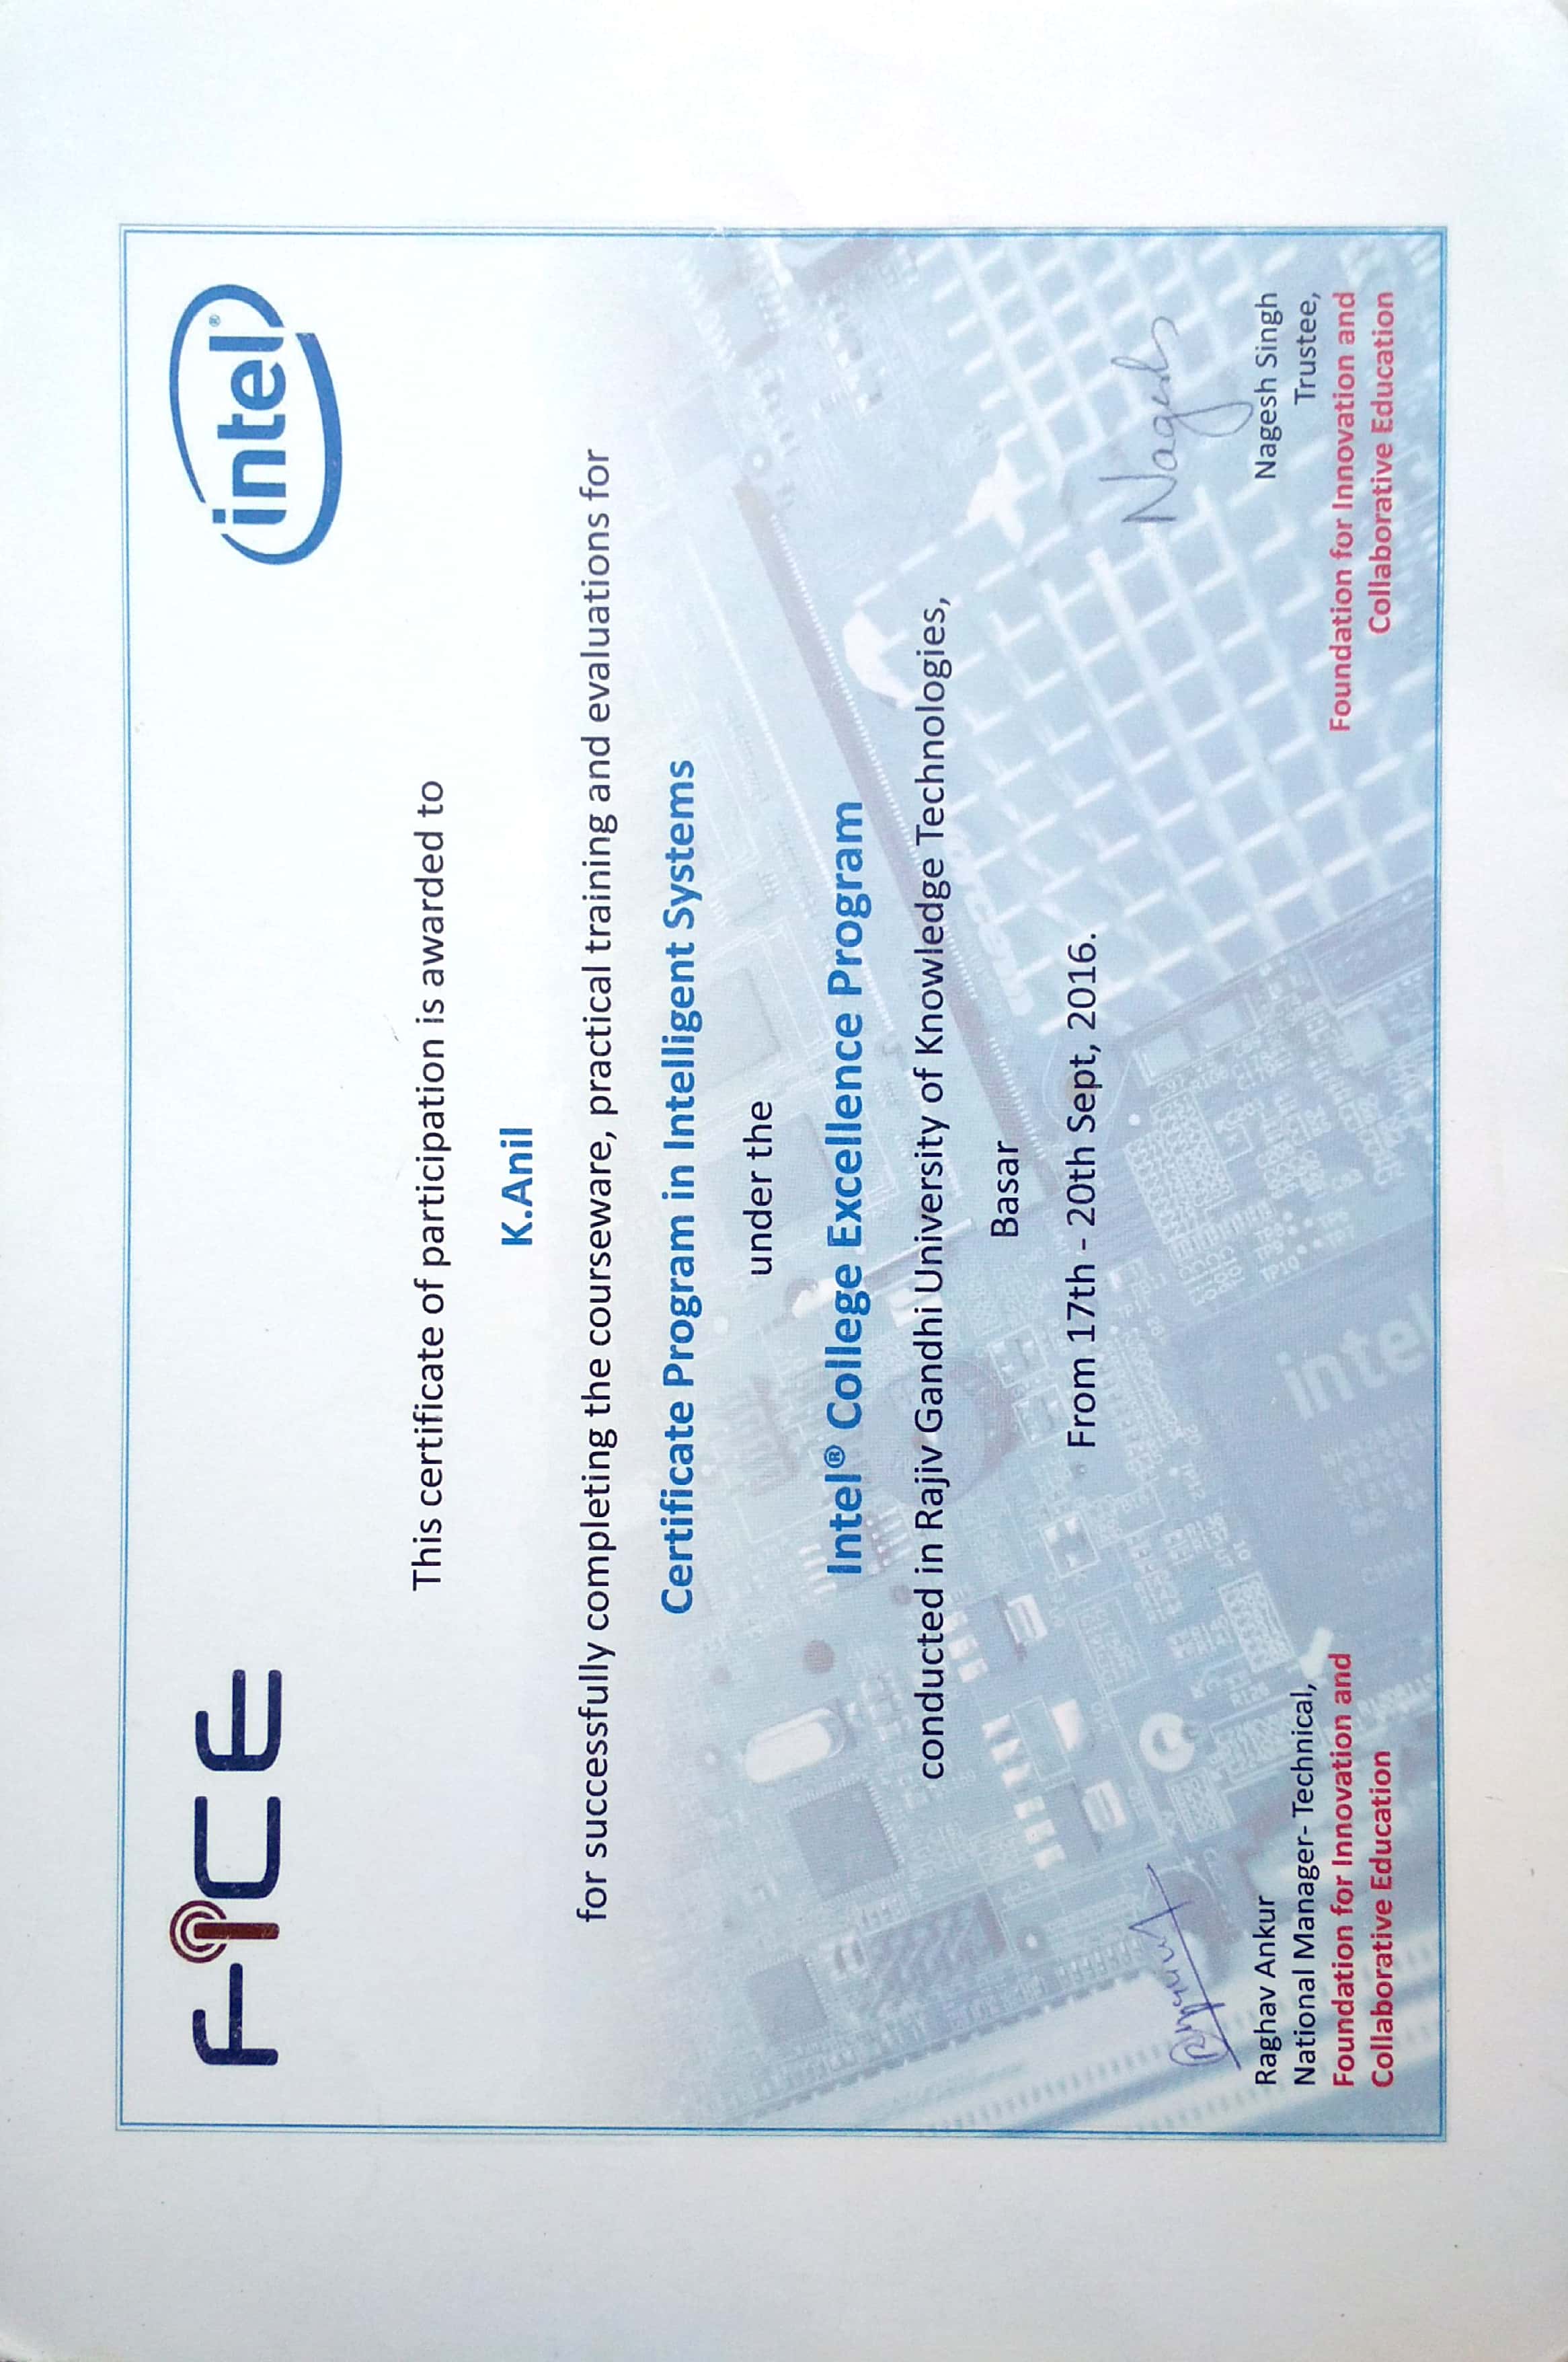 FICE
intel®
This certificate of participation is awarded to
K.Anil
for successfully completing the courseware, practical training and evaluations for
Certificate Program in Intelligent Systems
under the
Intel® College Excellence Program
conducted in Rajiv Gandhi University of Knowledge Technologies,
Basar
From 17th - 20th Sept, 2016.
Nagesh
Raghav Ankur
National Manager- Technical,
Foundation for Innovation and
Collaborative Education
Nagesh Singh
Trustee,
Foundation for Innovation and
Collaborative Education
intel